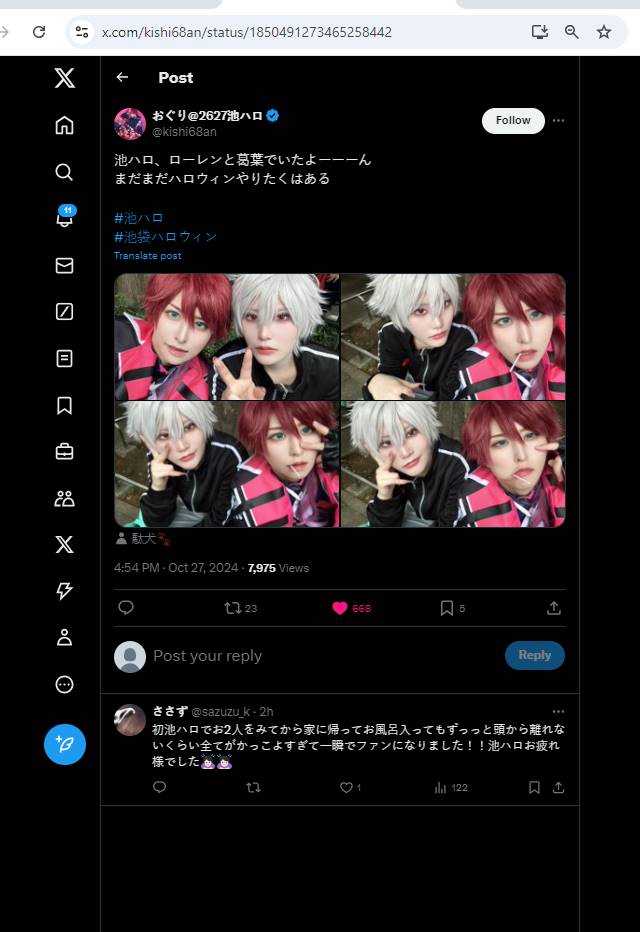 x.com/kishi68an/status/1850491273465258442
Post
おぐり@2627池ハロ
@kishi68an
Follow
池ハロ、ローレンと葛葉でいたよーーーん
まだまだハロウィンやりたくはある
#池ハロ
#池袋ハロウィン
Translate post
駄犬🐾
4:54 PM · Oct 27, 2024 · 7,975 Views
23
668
5
Post your reply
Reply
ささず @sazuzu_k · 2h
初池ハロでお2人をみてから家に帰ってお風呂入ってもずっっと頭から離れな
いくらい全てがかっこよすぎて一瞬でファンになりました！！池ハロお疲れ
様でした🙇🏻‍♀️🙇🏻‍♀️
1
122
11